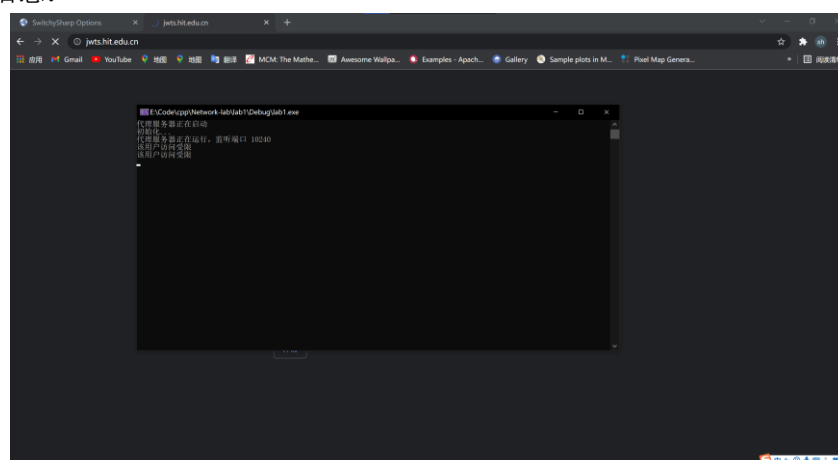 SwitchySharp Options
jwts.hit.edu.cn
jwts.hit.edu.cn
应用 Gmail YouTube 地图 地图 翻译 MCM: The Mathe... Awesome Wallpa... Examples - Apach... Gallery Sample plots in M... Pixel Map Genera...
E:\Code\cpp\Network-lab\lab1\Debug\lab1.exe
代理服务器正在启动
初始化...
代理服务器正在运行，监听端口 10240
该用户访问受限
该用户访问受限